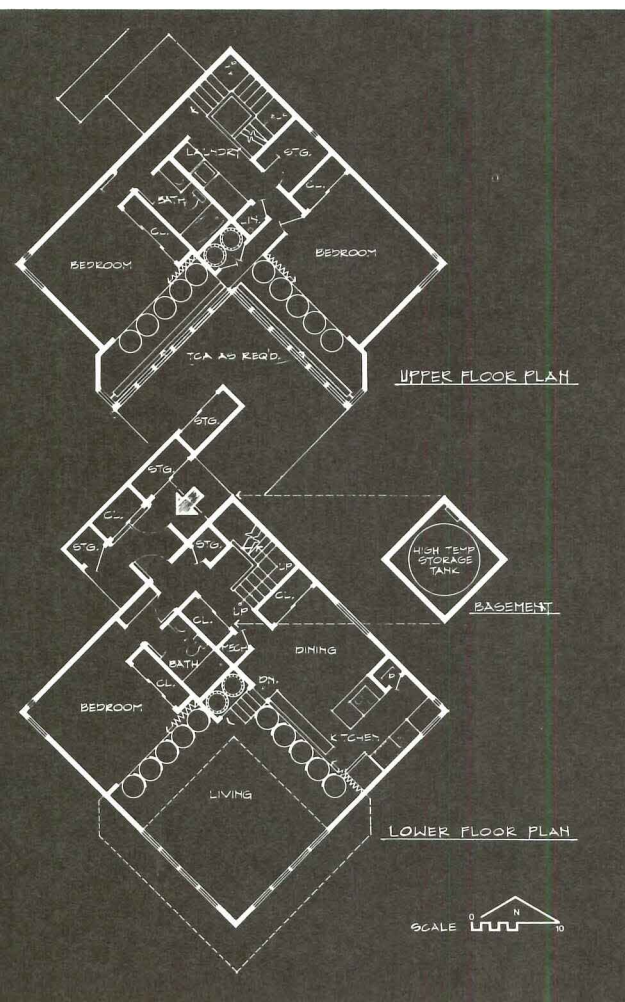 LAUNDRY
STG.
CL.
BATH
LIN.
CL.
BEDROOM
BEDROOM
TCA AS REQ'D.
UPPER FLOOR PLAN
STG.
STG.
CL.
STG.
STG.
UP
CL.
HIGH TEMP
STORAGE
TANK
BASEMENT
CL.
UP
MECH
DINING
BATH
CL.
DN.
BEDROOM
KITCHEN
LIVING
LOWER FLOOR PLAN
N
SCALE 0 10